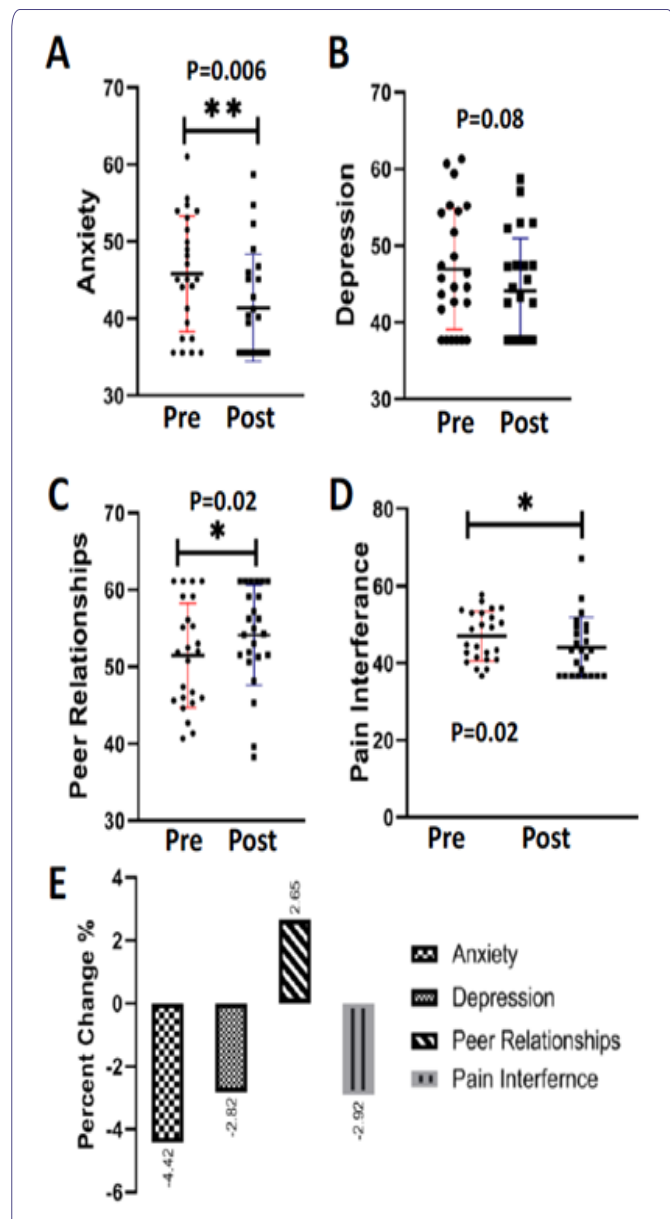 A
P=0.006
**
70
60
50
40
30
Anxiety
Pre Post
B
P=0.08
70
60
50
40
30
Depression
Pre Post
C
P=0.02
*
70
60
50
40
30
Peer Relationships
Pre Post
D
*
80
60
40
20
0
Pain Interferance
P=0.02
Pre Post
E
4
2
0
-2
-4
-6
Percent Change %
-4.42
-2.82
2.65
-2.92
Anxiety
Depression
Peer Relationships
Pain Interfernce